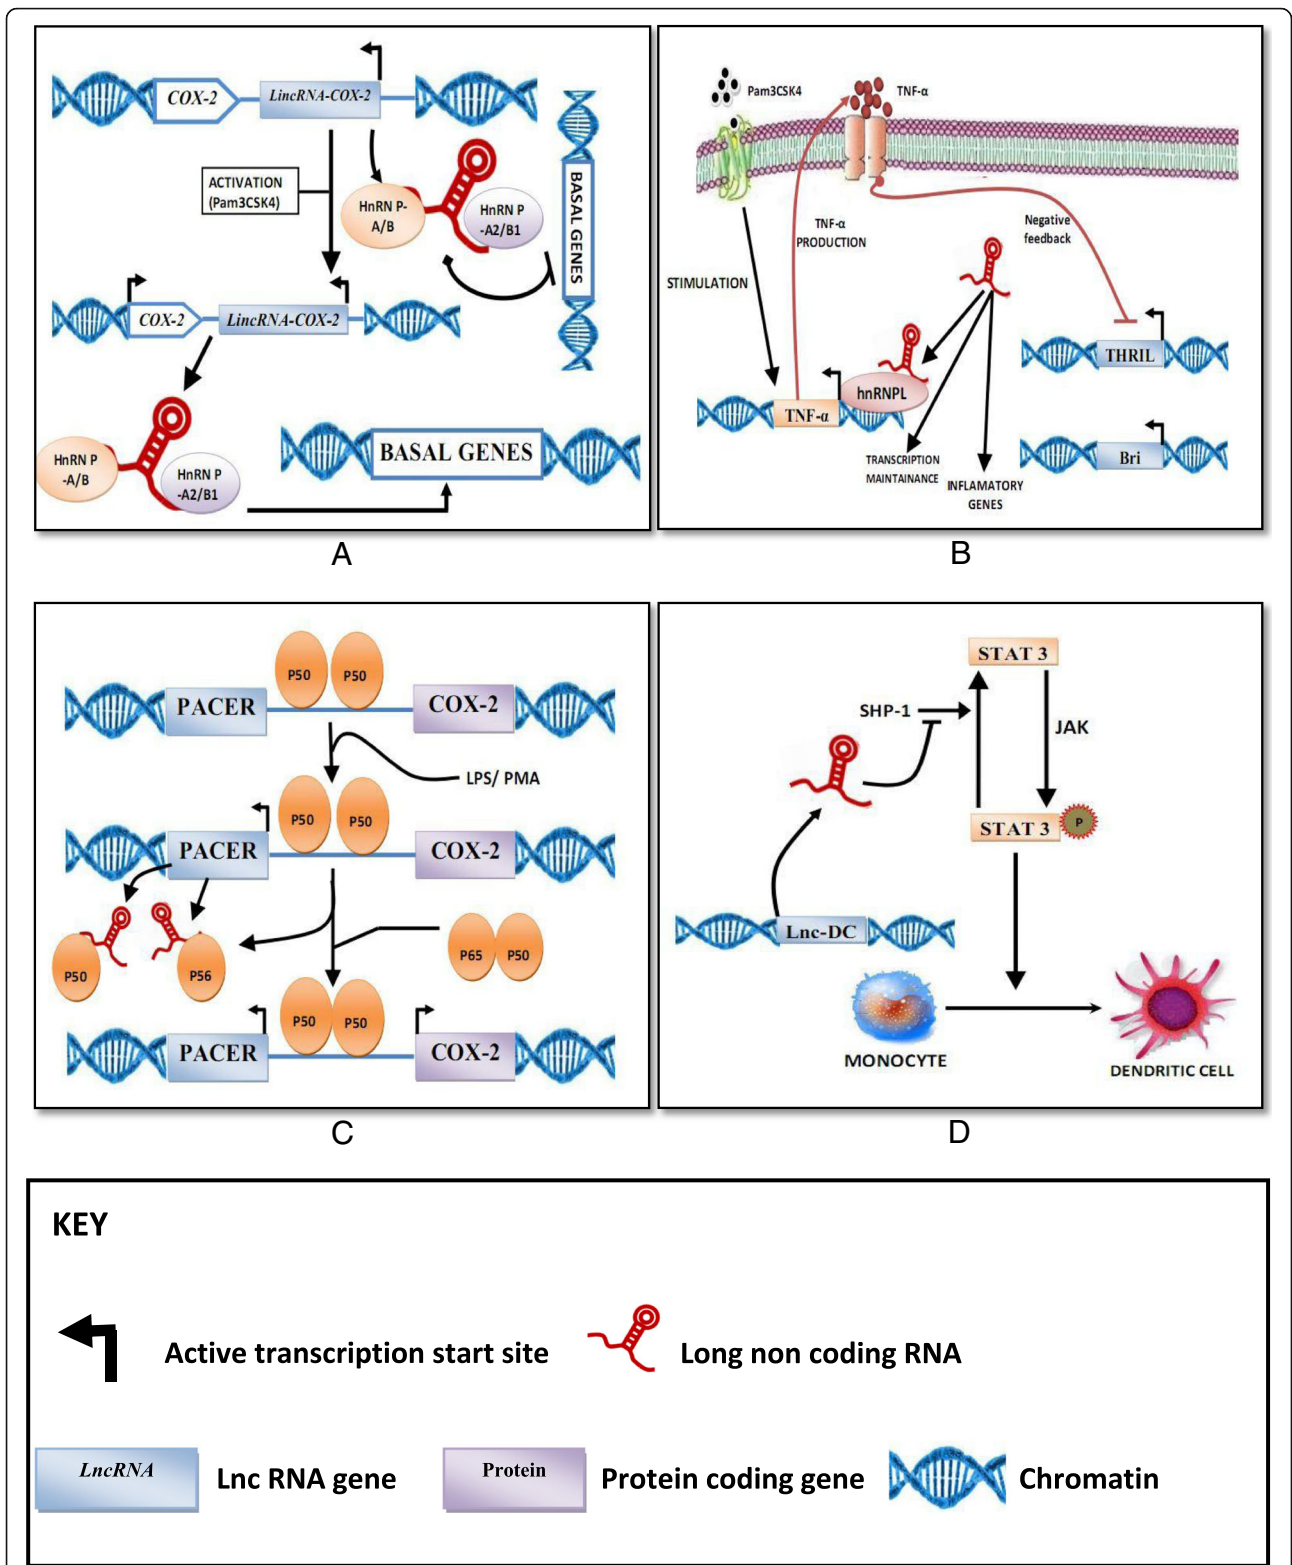 COX-2
LincRNA-COX-2
ACTIVATION
(Pam3CSK4)
HnRN P-
A/B
HnRN P
-A2/B1
BASAL GENES
COX-2
LincRNA-COX-2
HnRN P
-A/B
HnRN P
-A2/B1
BASAL GENES
A
Pam3CSK4
TNF-α
TNF-α
PRODUCTION
Negative
feedback
STIMULATION
THRIL
hnRNPL
TNF-α
TRANSCRIPTION
MAINTAINANCE
INFLAMATORY
GENES
Bri
B
P50
P50
PACER
COX-2
LPS/ PMA
P50
P50
PACER
COX-2
P50
P56
P65
P50
P50
P50
PACER
COX-2
C
STAT 3
SHP-1
JAK
STAT 3
P
Lnc-DC
MONOCYTE
DENDRITIC CELL
D
KEY
Active transcription start site
Long non coding RNA
LncRNA
Lnc RNA gene
Protein
Protein coding gene
Chromatin